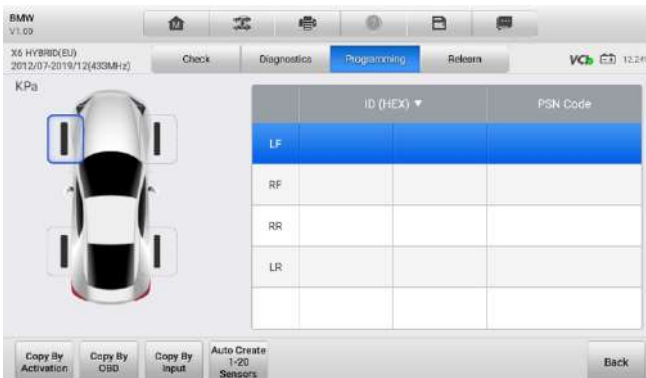 BMW
V1.00
X6 HYBRID(EU)
2012/07-2019/12(433MHz)
Check
Diagnostics
Programming
Relearn
VCb
KPa
ID (HEX) ▼
PSN Code
LF
RF
RR
LR
Copy By
Activation
Copy By
OBD
Copy By
Input
Auto Create
1-20
Sensors
Back